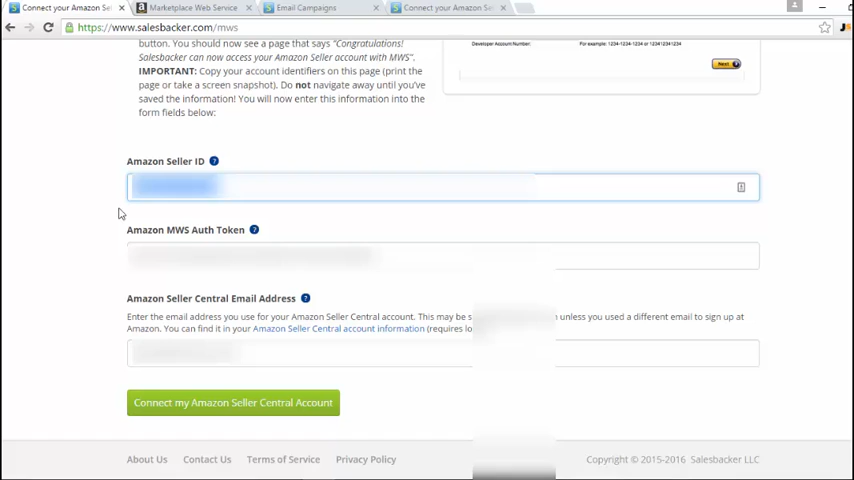 Connect your Amazon Sel
Marketplace Web Service
Email Campaigns
Connect your Amazon Sel
https://www.salesbacker.com/mws
button. You should now see a page that says "Congratulations!
Salesbacker can now access your Amazon Seller account with MWS".
IMPORTANT: Copy your account identifiers on this page (print the
page or take a screen snapshot). Do not navigate away until you've
saved the information! You will now enter this information into the
form fields below:
Developer Account Number:
For example: 1234-1234-1234 or 123412341234
Next
Amazon Seller ID ?
Amazon MWS Auth Token ?
Amazon Seller Central Email Address ?
Enter the email address you use for your Amazon Seller Central account. This may be s unless you used a different email to sign up at
Amazon. You can find it in your Amazon Seller Central account information (requires lo
Connect my Amazon Seller Central Account
About Us Contact Us Terms of Service Privacy Policy Copyright © 2015-2016 Salesbacker LLC